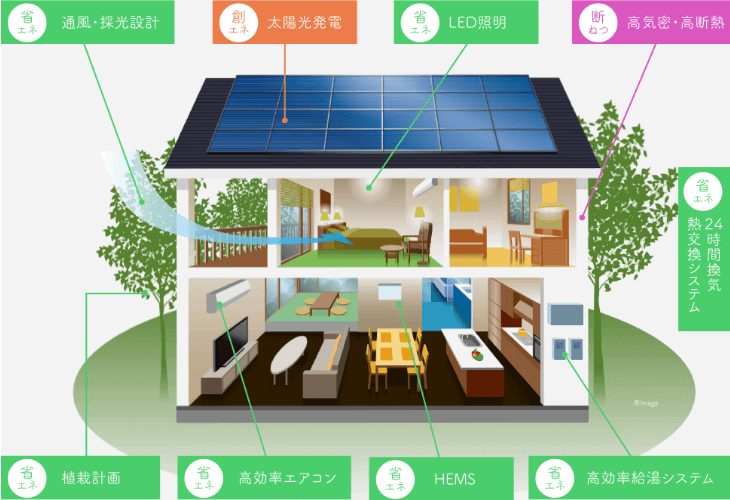 省エネ 通風・採光設計
創エネ 太陽光発電
省エネ LED照明
断ねつ 高気密・高断熱
省エネ
24時間換気
熱交換システム
※image
省エネ 植栽計画
省エネ 高効率エアコン
省エネ HEMS
省エネ 高効率給湯システム